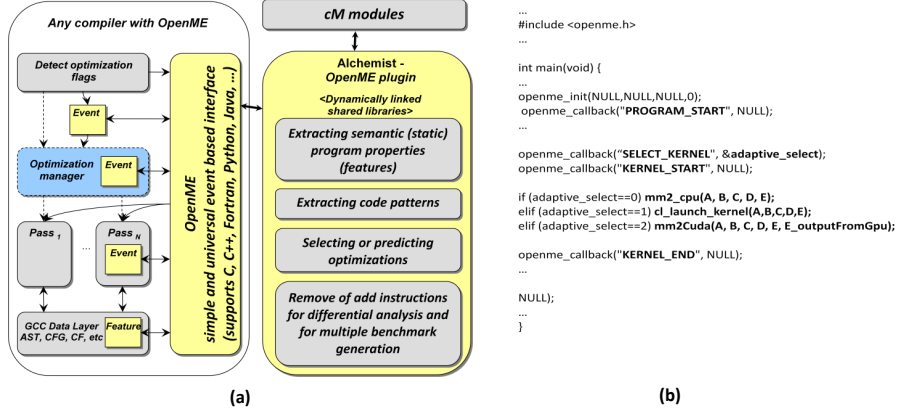 Any compiler with OpenME
Detect optimization
flags
Event
Optimization
manager
Event
Pass 1
...
Pass N
Event
GCC Data Layer
AST, CFG, CF, etc
Feature
OpenME
simple and universal event based interface
(supports C, C++, Fortran, Python, Java, ...)
cM modules
Alchemist -
OpenME plugin
<Dynamically linked
shared libraries>
Extracting semantic (static)
program properties
(features)
Extracting code patterns
Selecting or predicting
optimizations
Remove of add instructions
for differential analysis and
for multiple benchmark
generation
(a)
...
#include <openme.h>
...
int main(void) {
...
openme_init(NULL,NULL,NULL,0);
openme_callback("PROGRAM_START", NULL);
...
openme_callback(“SELECT_KERNEL", &adaptive_select);
openme_callback("KERNEL_START", NULL);
if (adaptive_select==0) mm2_cpu(A, B, C, D, E);
elif (adaptive_select==1) cl_launch_kernel(A,B,C,D,E);
elif (adaptive_select==2) mm2Cuda(A, B, C, D, E, E_outputFromGpu);
openme_callback("KERNEL_END", NULL);
...
NULL);
...
}
(b)